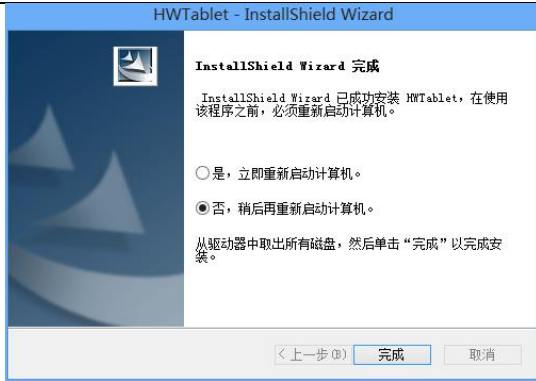 HWTablet - InstallShield Wizard
InstallShield Wizard 完成
InstallShield Wizard 已成功安装 HWTablet，在使用
该程序之前，必须重新启动计算机。
是，立即重新启动计算机。
否，稍后再重新启动计算机。
从驱动器中取出所有磁盘，然后单击“完成”以完成安
装。
< 上一步(B)
完成
取消